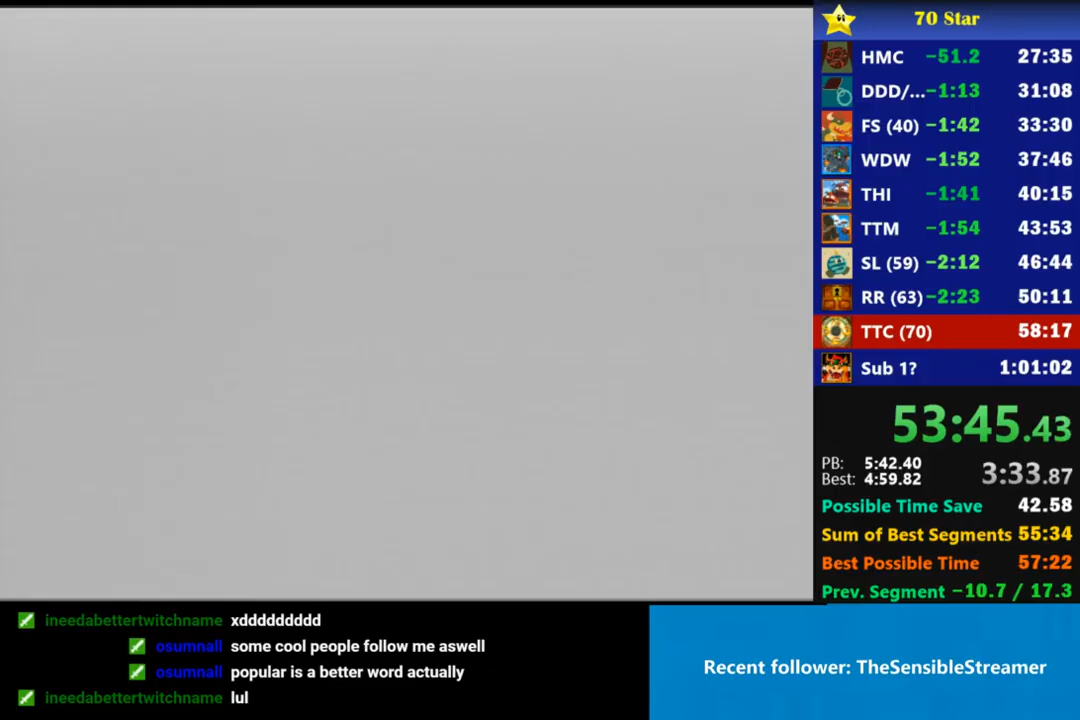 70 Star
HMC -51.2 27:35
DDD/... -1:13 31:08
FS (40) -1:42 33:30
WDW -1:52 37:46
THI -1:41 40:15
TTM -1:54 43:53
SL (59) -2:12 46:44
RR (63) -2:23 50:11
TTC (70) 58:17
Sub 1? 1:01:02
53:45.43
PB: 5:42.40
Best: 4:59.82
3:33.87
Possible Time Save 42.58
Sum of Best Segments 55:34
Best Possible Time 57:22
Prev. Segment -10.7 / 17.3
ineedabettertwitchname xddddddddd
osumnall some cool people follow me aswell
osumnall popular is a better word actually
ineedabettertwitchname lul
Recent follower: TheSensibleStreamer